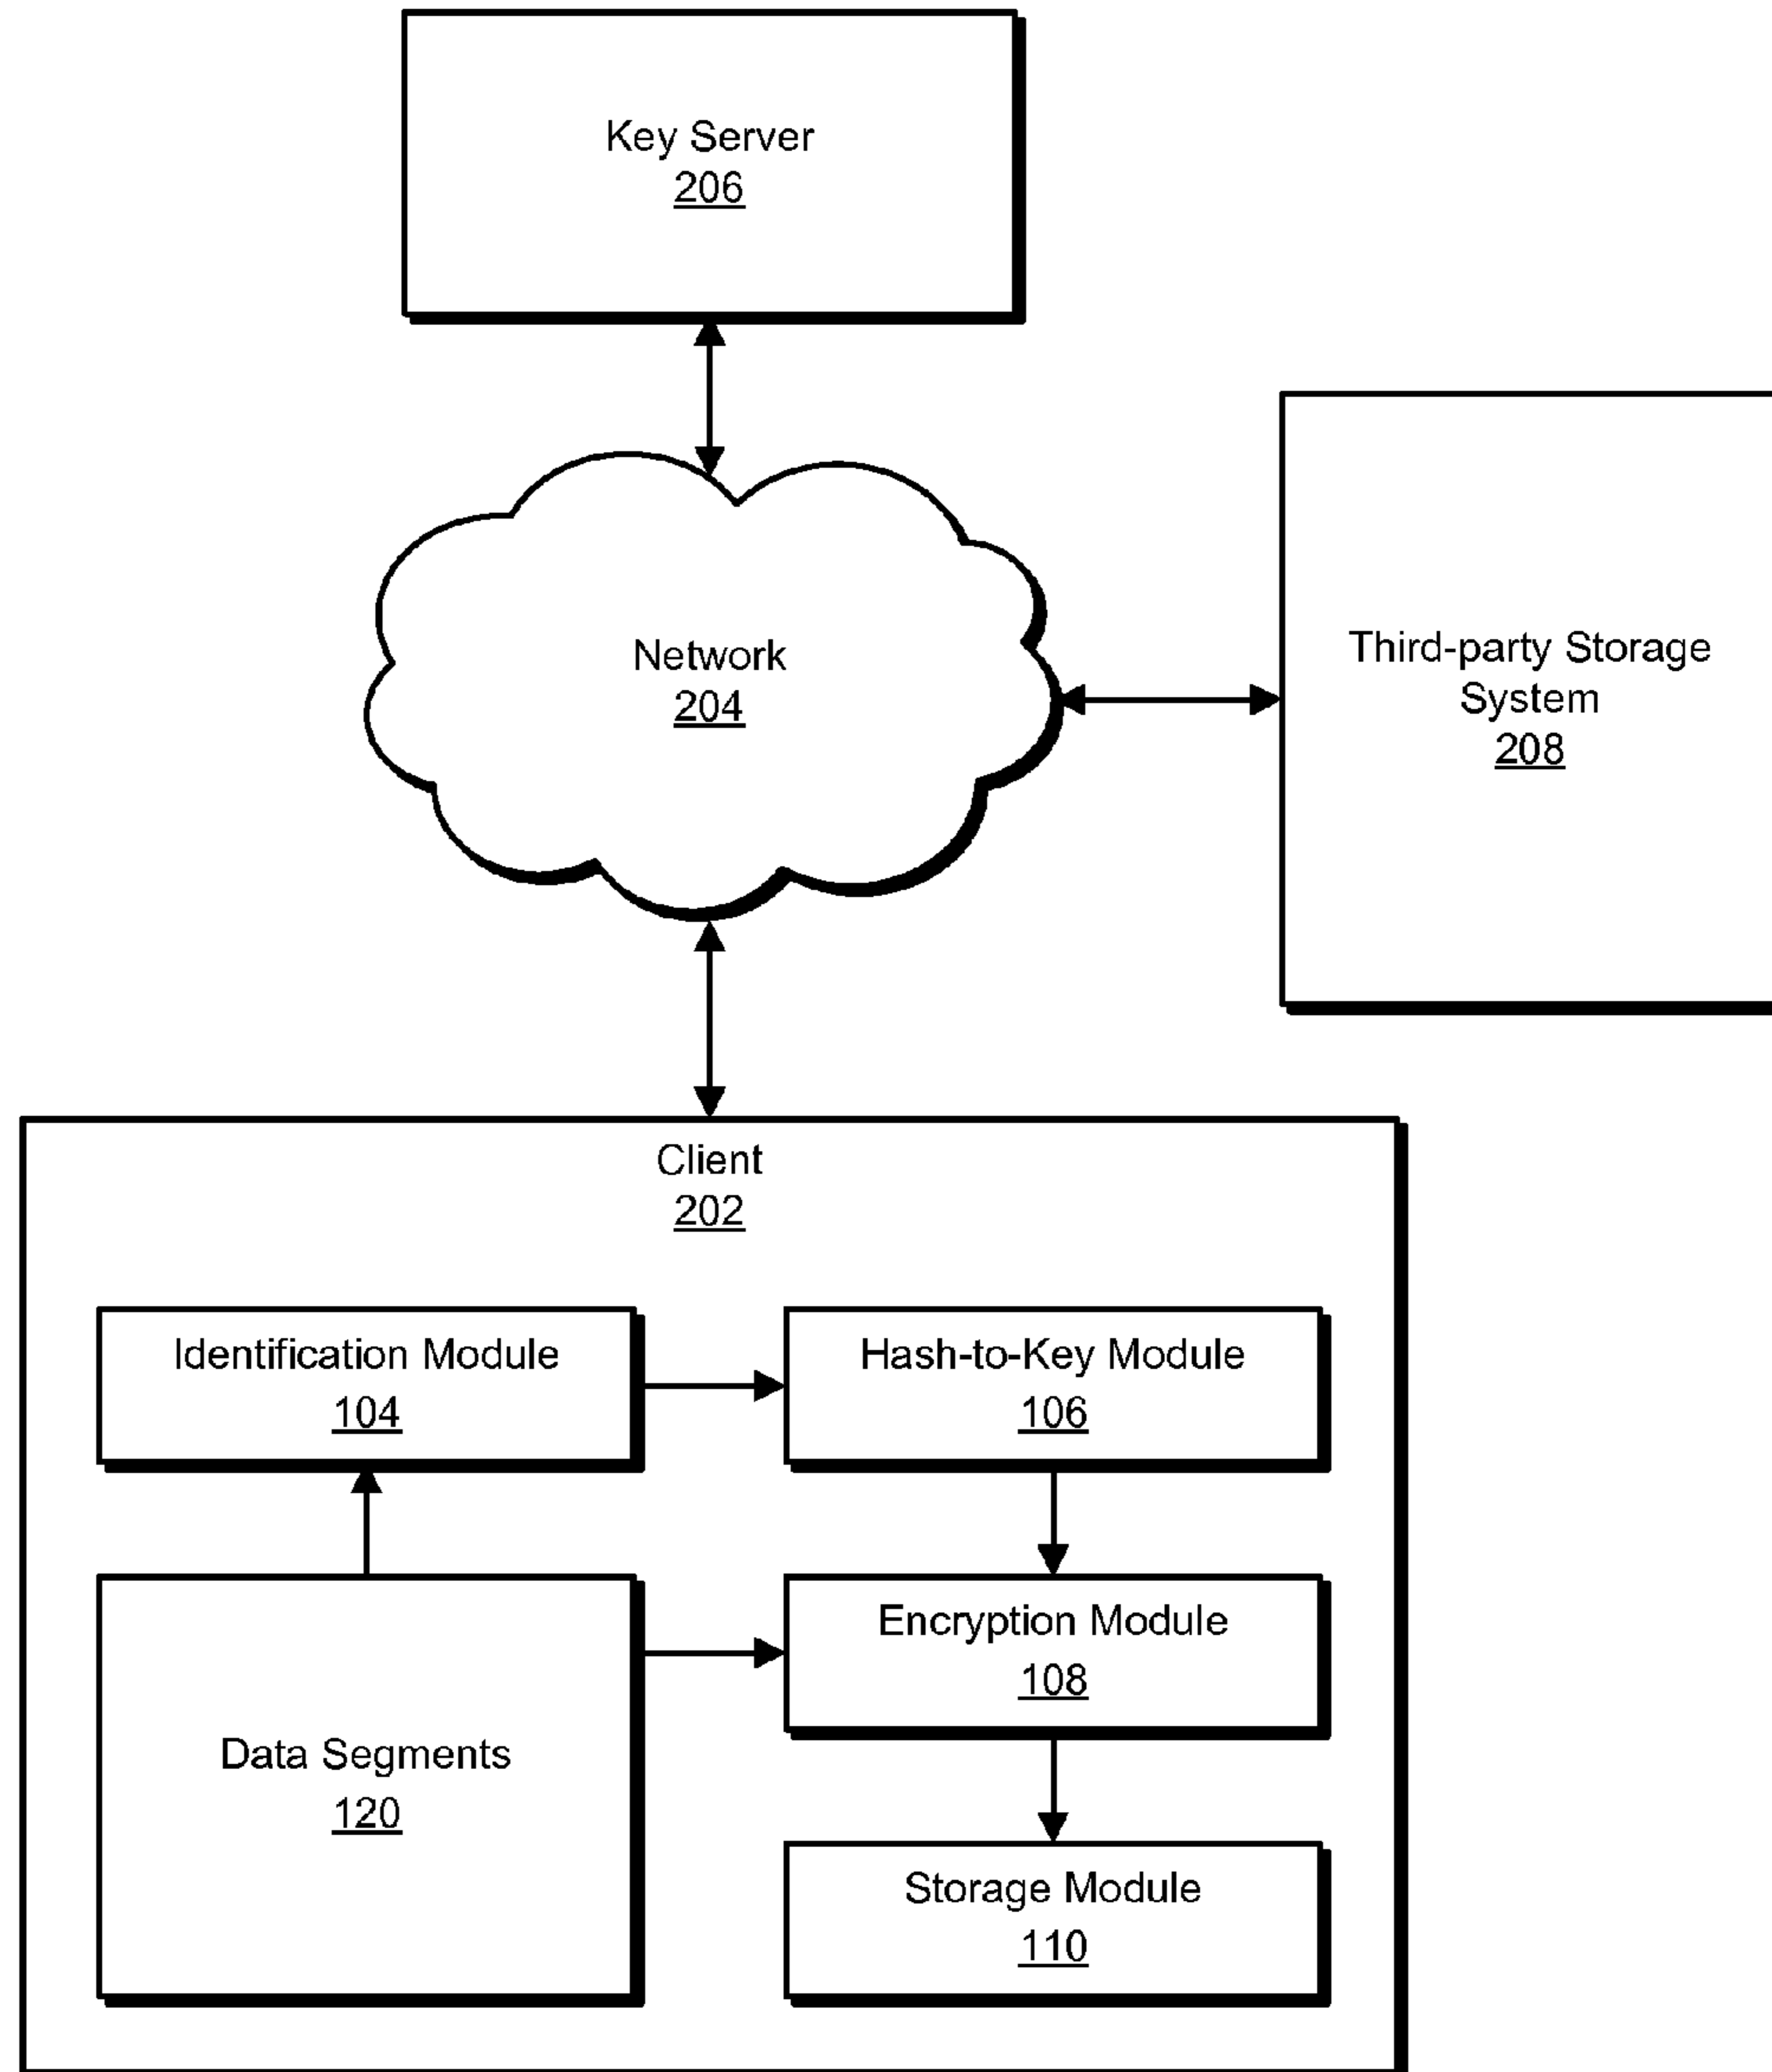 Key Server
206
Network
204
Third-party Storage
System
208
Client
202
Identification Module
104
Hash-to-Key Module
106
Encryption Module
108
Data Segments
120
Storage Module
110